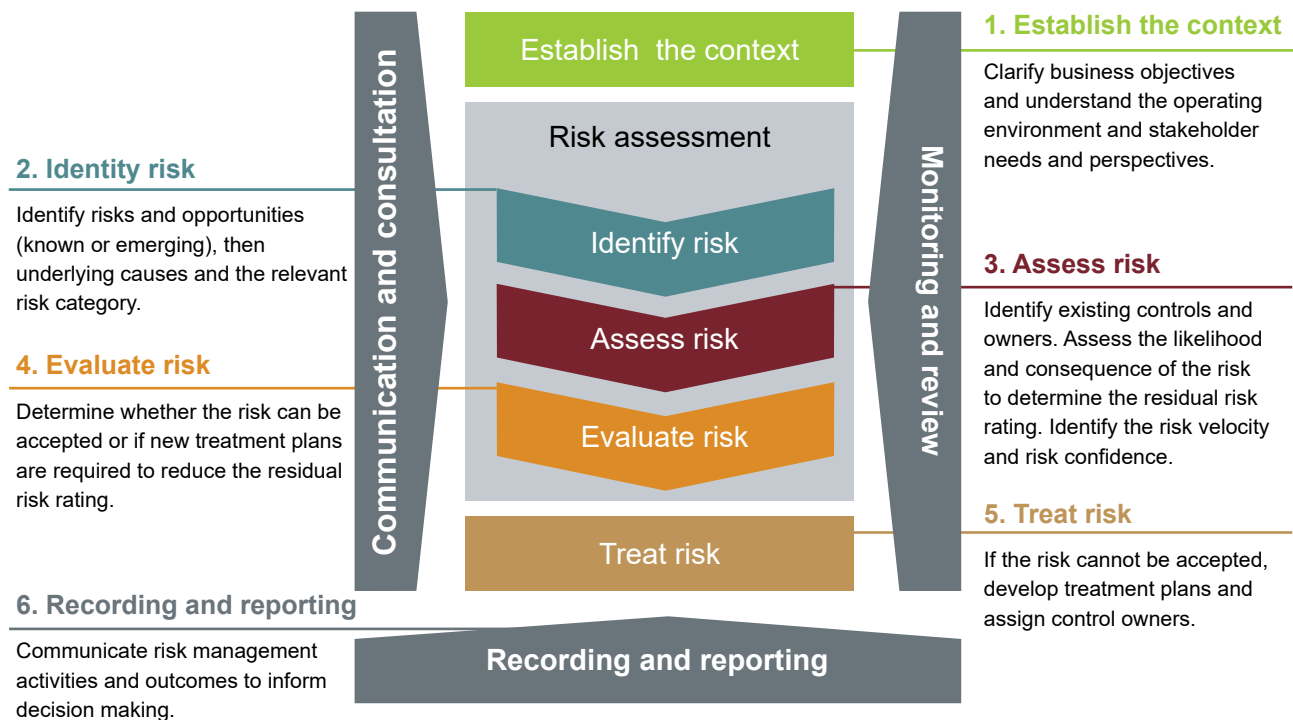 Establish the context
Risk assessment
Identify risk
Assess risk
Evaluate risk
Treat risk
Communication and consultation
Monitoring and review
Recording and reporting
1. Establish the context
Clarify business objectives
and understand the operating
environment and stakeholder
needs and perspectives.
2. Identity risk
Identify risks and opportunities
(known or emerging), then
underlying causes and the relevant
risk category.
3. Assess risk
Identify existing controls and
owners. Assess the likelihood
and consequence of the risk
to determine the residual risk
rating. Identify the risk velocity
and risk confidence.
4. Evaluate risk
Determine whether the risk can be
accepted or if new treatment plans
are required to reduce the residual
risk rating.
5. Treat risk
If the risk cannot be accepted,
develop treatment plans and
assign control owners.
6. Recording and reporting
Communicate risk management
activities and outcomes to inform
decision making.